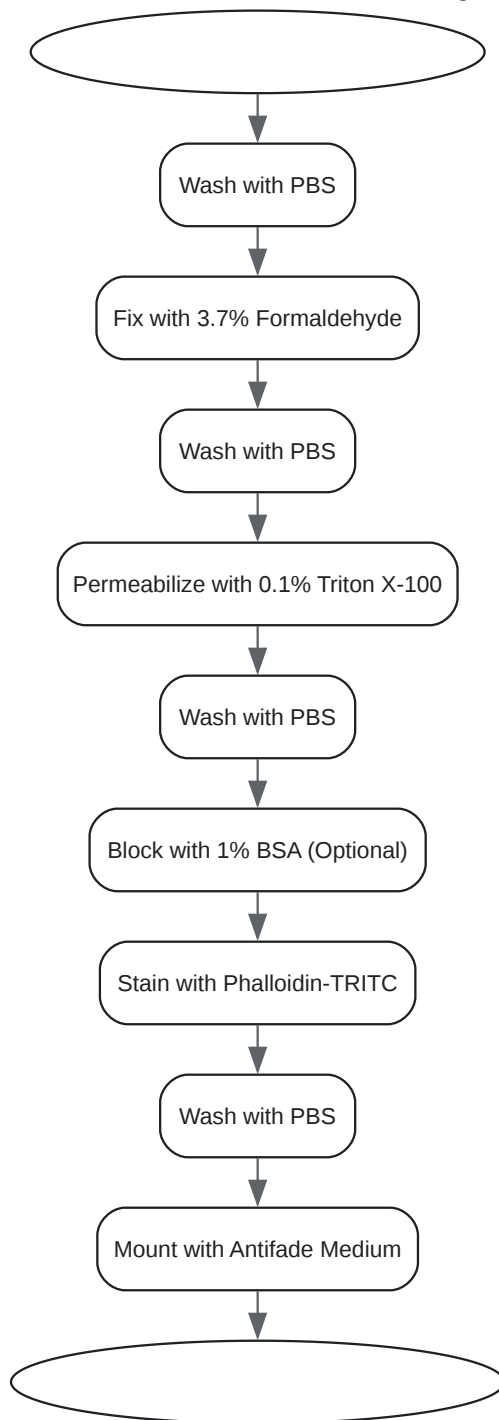 Wash with PBS
Fix with 3.7% Formaldehyde
Wash with PBS
Permeabilize with 0.1% Triton X-100
Wash with PBS
Block with 1% BSA (Optional)
Stain with Phalloidin-TRITC
Wash with PBS
Mount with Antifade Medium